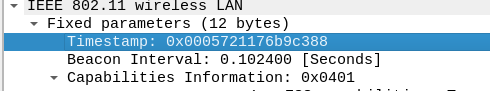 IEEE 802.11 wireless LAN
Fixed parameters (12 bytes)
Timestamp: 0x0005721176b9c388
Beacon Interval: 0.102400 [Seconds]
Capabilities Information: 0x0401